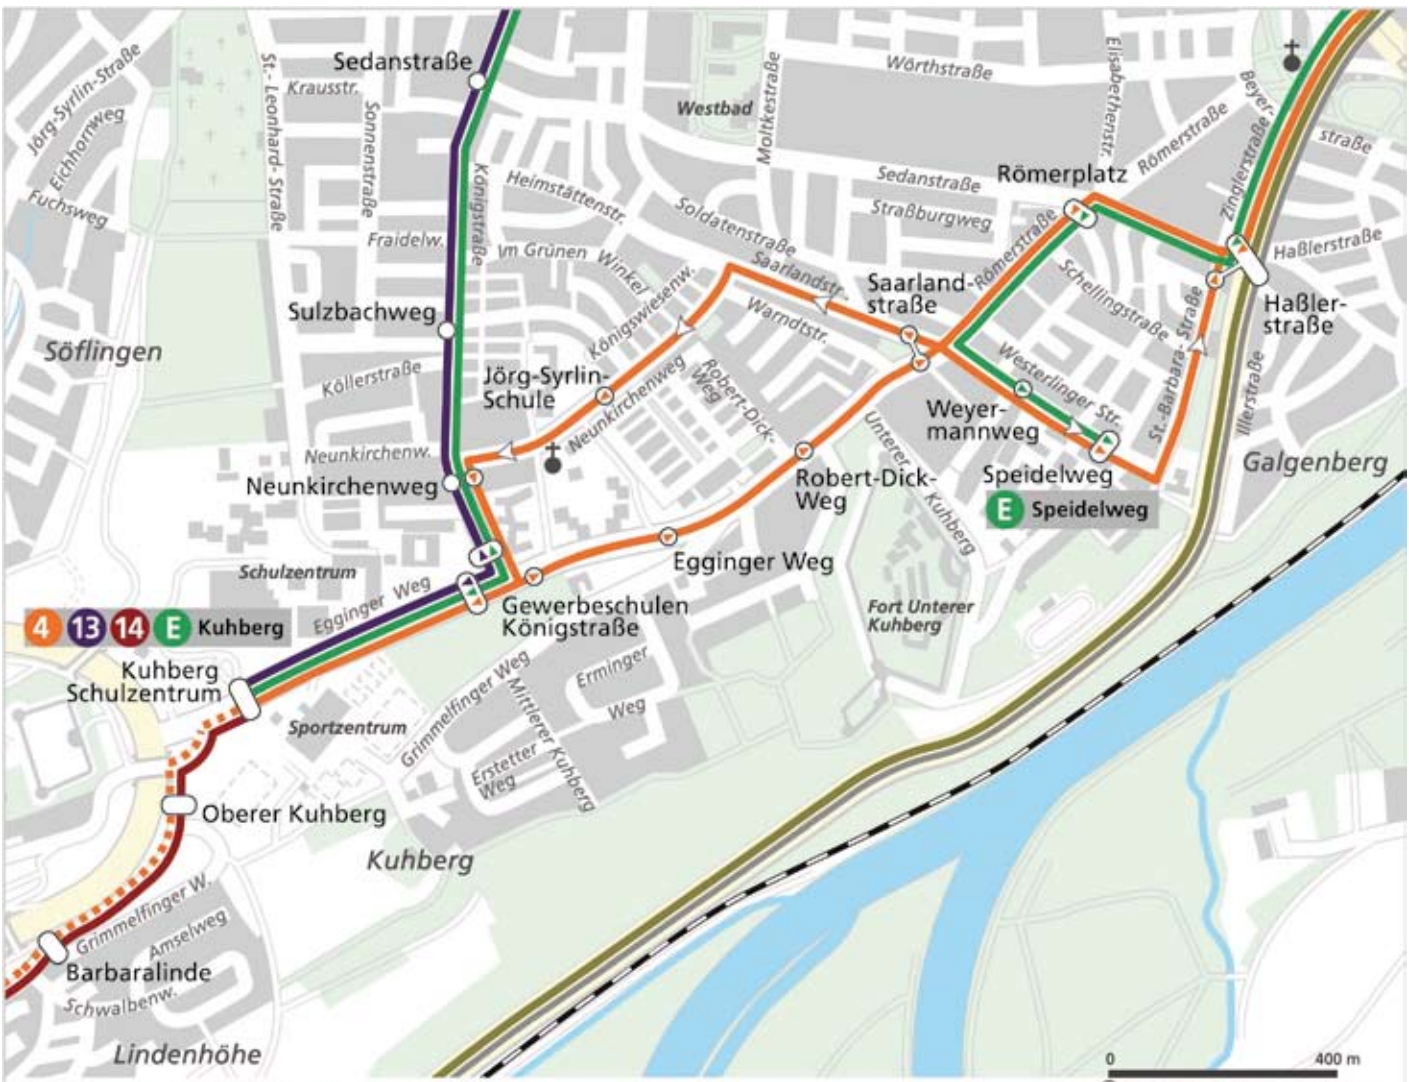 Sedanstraße
Jörg-Syrlin-Straße
Eichhornweg
Fuchsweg
St.- Leonhard- Straße
Krausstr.
Sonnenstraße
Fraidelw.
Königstraße
Heimstättenstr.
Im Grünen Winkel
Westbad
Moltkestraße
Wörthstraße
Elisabethenstr.
Beyer-
straße
Zinglerstraße
Römerstraße
Römerplatz
Sedanstraße
Straßburgweg
Soldatenstraße
Saarlandstr.
Königswiesenw.
Warndtstr.
Saarland-
straße
Römerstraße
Schellingstraße
Haßlerstraße
Haßler-
straße
Sulzbachweg
Söflingen
Köllerstraße
Jörg-Syrlin-
Schule
Neunkirchenweg
Robert-Dick-
Weg
Westerlinger Str.
St.-Barbara- Straße
Illerstraße
Weyer-
mannweg
Galgenberg
Neunkirchenw.
Neunkirchenweg
Robert-Dick-
Weg
Unterer Kuhberg
Speidelweg
E Speidelweg
Egginger Weg
Schulzentrum
Egginger Weg
Gewerbeschulen
Königstraße
Fort Unterer
Kuhberg
4 13 14 E Kuhberg
Kuhberg
Schulzentrum
Sportzentrum
Grimmelfinger Weg
Mittlerer Kuhberg
Erminger
Weg
Erstetter
Weg
Oberer Kuhberg
Kuhberg
Grimmelfinger W.
Amselweg
Barbaralinde
Schwalbenw.
Lindenhöhe
0 400 m